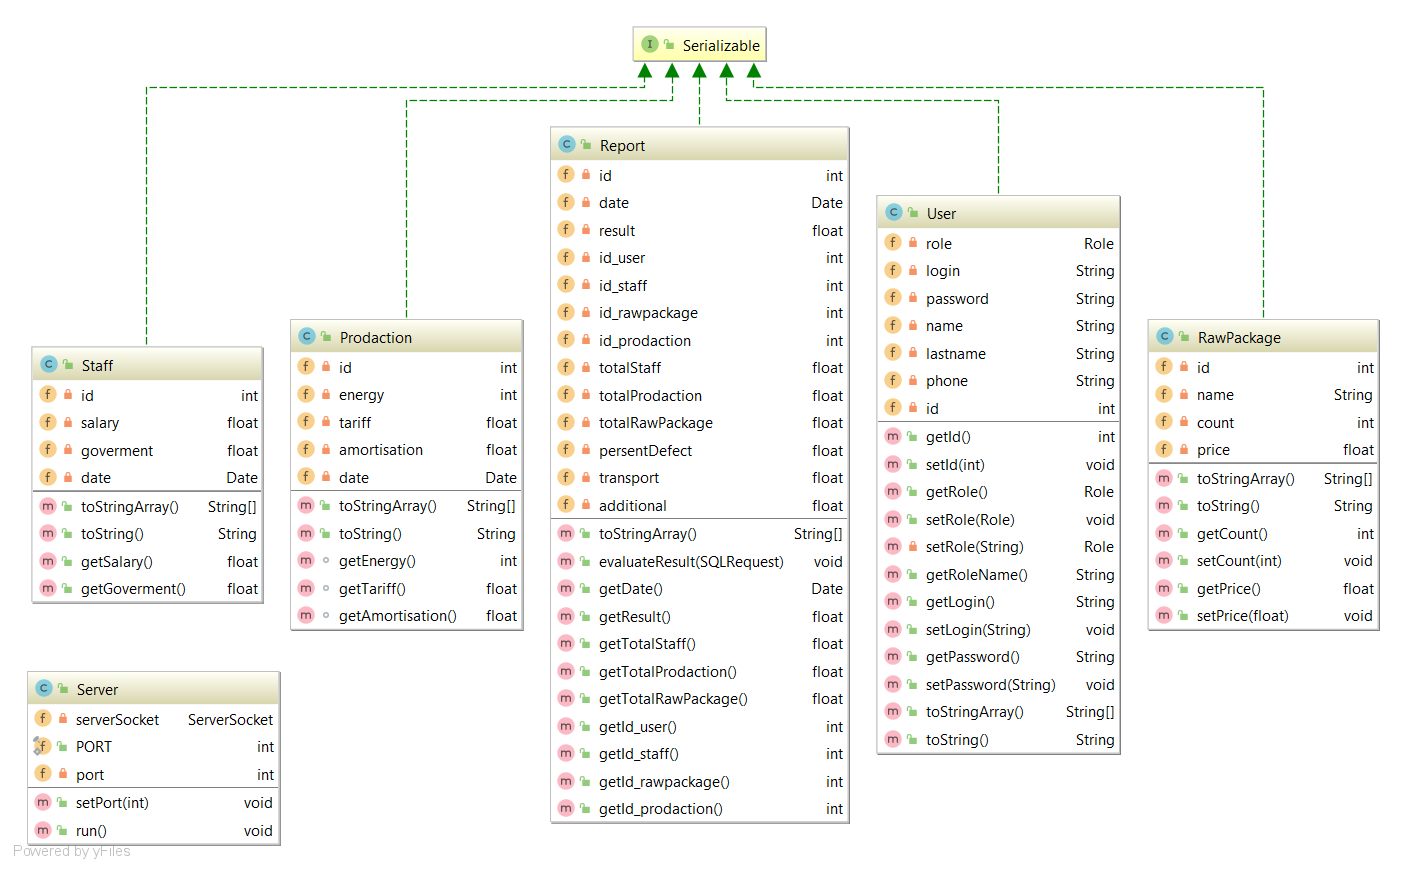 Serializable
Report
id int
date Date
result float
id_user int
id_staff int
id_rawpackage int
id_prodaction int
totalStaff float
totalProdaction float
totalRawPackage float
persentDefect float
transport float
additional float
toStringArray() String[]
evaluateResult(SQLRequest) void
getDate() Date
getResult() float
getTotalStaff() float
getTotalProdaction() float
getTotalRawPackage() float
getId_user() int
getId_staff() int
getId_rawpackage() int
getId_prodaction() int
User
role Role
login String
password String
name String
lastname String
phone String
id int
getId() int
setId(int) void
getRole() Role
setRole(Role) void
setRole(String) Role
getRoleName() String
getLogin() String
setLogin(String) void
getPassword() String
setPassword(String) void
toStringArray() String[]
toString() String
Prodaction
id int
energy int
tariff float
amortisation float
date Date
toStringArray() String[]
toString() String
getEnergy() int
getTariff() float
getAmortisation() float
RawPackage
id int
name String
count int
price float
toStringArray() String[]
toString() String
getCount() int
setCount(int) void
getPrice() float
setPrice(float) void
Staff
id int
salary float
goverment float
date Date
toStringArray() String[]
toString() String
getSalary() float
getGoverment() float
Server
serverSocket ServerSocket
PORT int
port int
setPort(int) void
run() void
Powered by yFiles